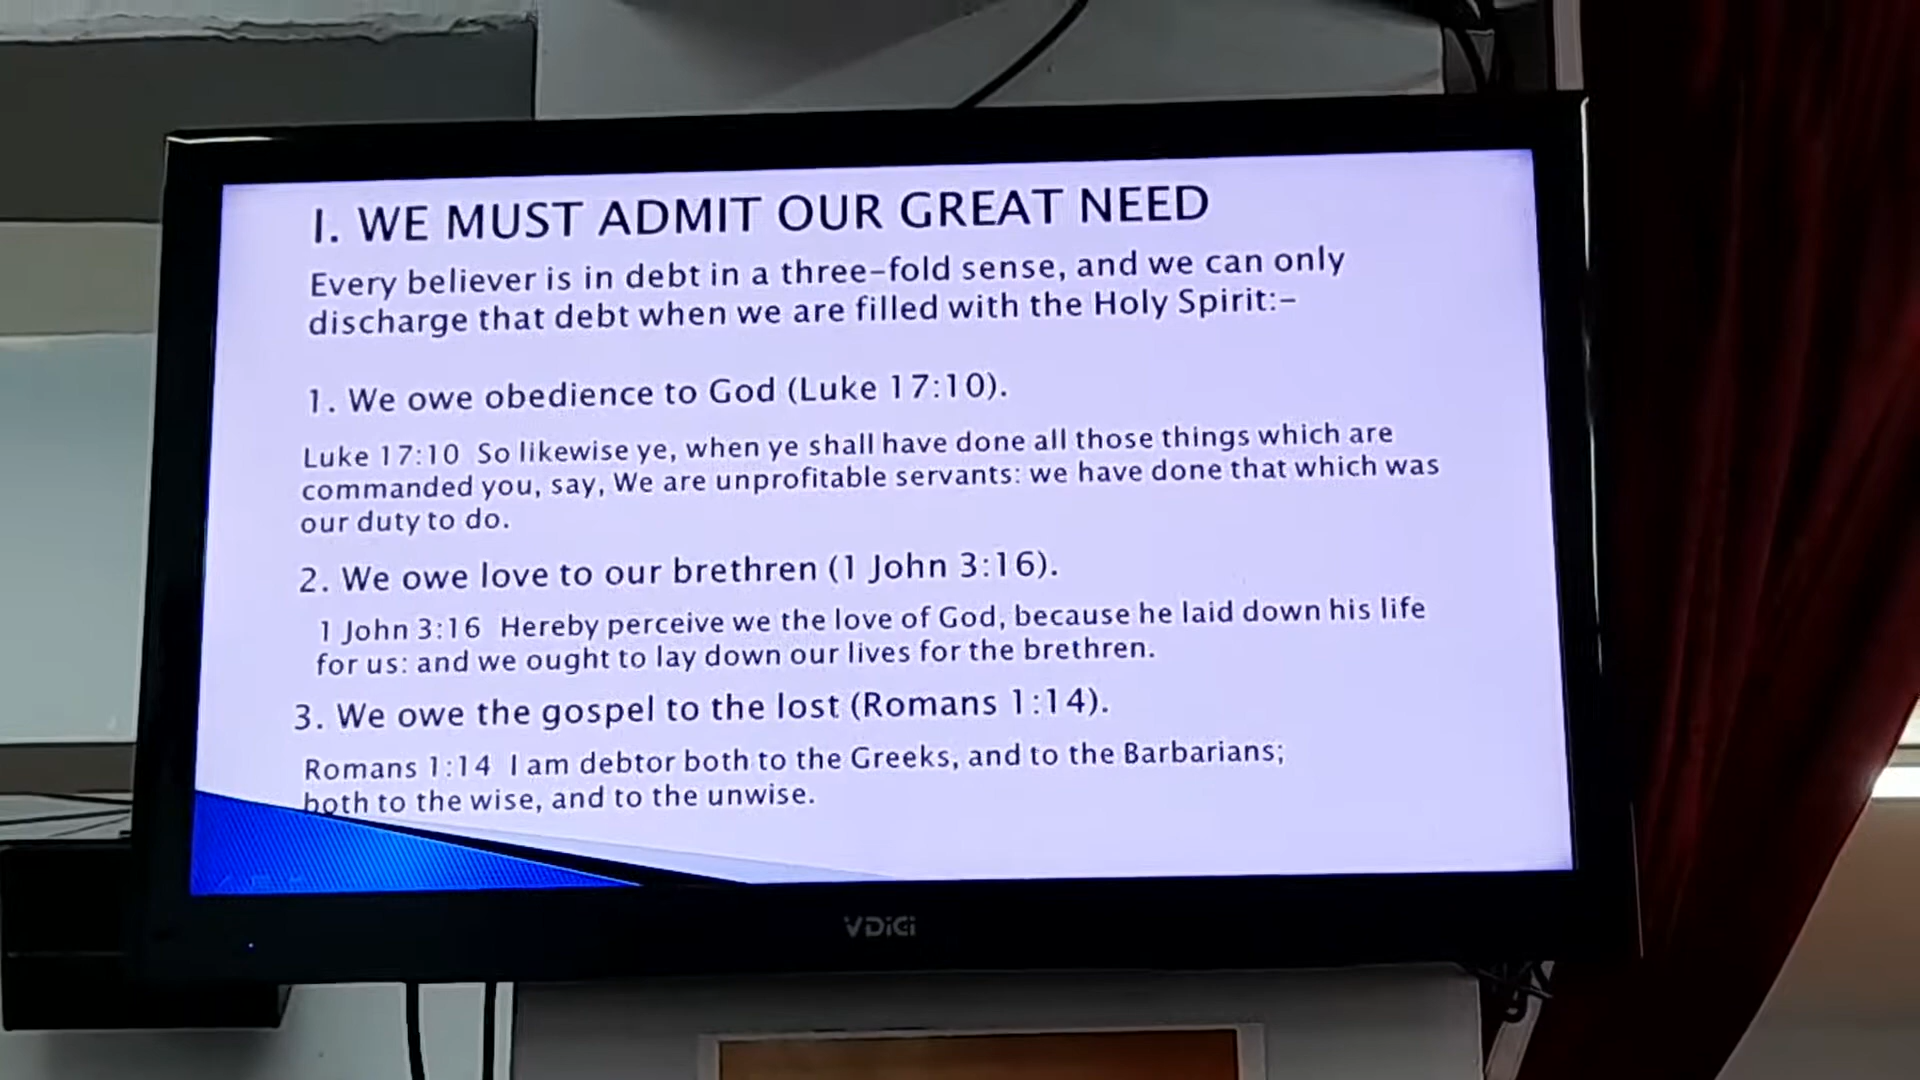 I. WE MUST ADMIT OUR GREAT NEED
Every believer is in debt in a three-fold sense, and we can only
discharge that debt when we are filled with the Holy Spirit:-
1. We owe obedience to God (Luke 17:10).
Luke 17:10 So likewise ye, when ye shall have done all those things which are
commanded you, say, We are unprofitable servants: we have done that which was
our duty to do.
2. We owe love to our brethren (1 John 3:16).
1 John 3:16 Hereby perceive we the love of God, because he laid down his life
for us: and we ought to lay down our lives for the brethren.
3. We owe the gospel to the lost (Romans 1:14).
Romans 1:14 I am debtor both to the Greeks, and to the Barbarians;
both to the wise, and to the unwise.
VDiGi